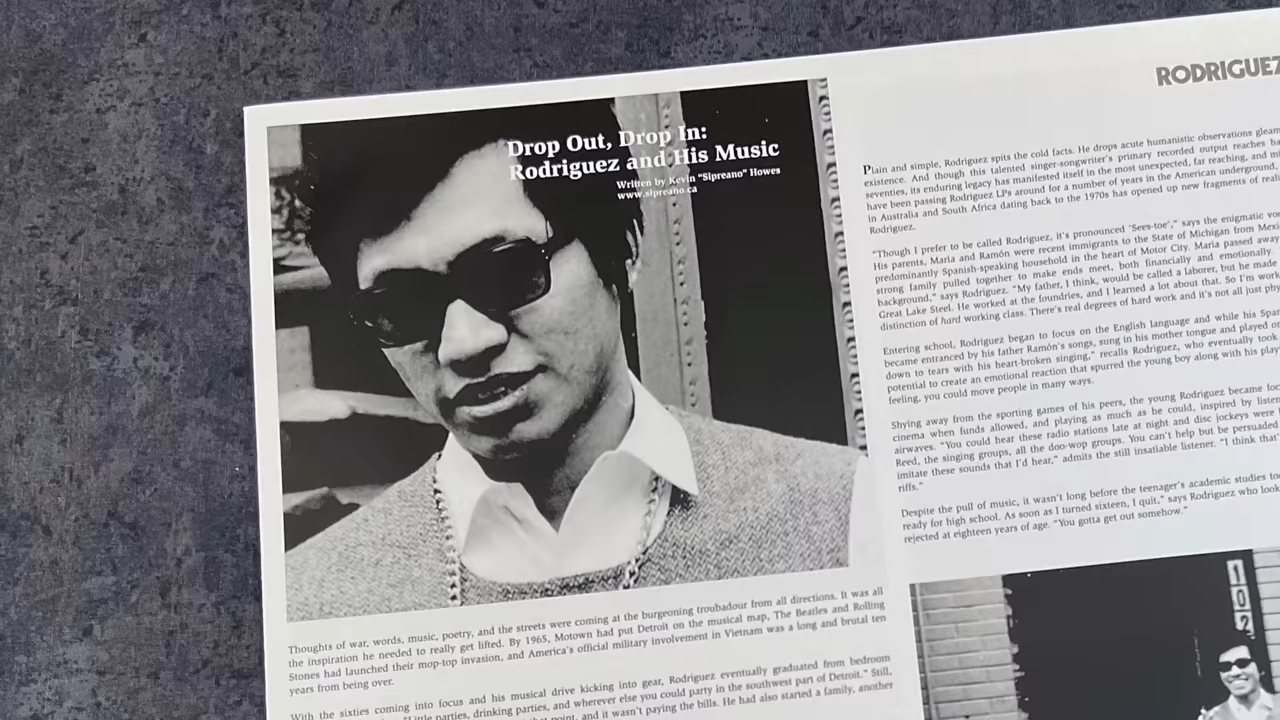 RODRIGUEZ
Drop Out, Drop In:
Rodriguez and His Music
Written by Kevin "Sipreano" Howes
www.sipreano.ca
Thoughts of war, words, music, poetry, and the streets were coming at the burgeoning troubadour from all directions. It was all
the inspiration he needed to really get lifted. By 1965, Motown had put Detroit on the musical map, The Beatles and Rolling
Stones had launched their mop-top invasion, and America's official military involvement in Vietnam was a long and brutal ten
years from being over.
With the sixties coming into focus and his musical drive kicking into gear, Rodriguez eventually graduated from bedroom
parties, drinking parties, and wherever else you could party in the southwest part of Detroit." Still,
point, and it wasn't paying the bills. He had also started a family, another
Plain and simple, Rodriguez spits the cold facts. He drops acute humanistic observations
existence. And though this talented singer-songwriter's primary recorded output reaches
seventies, its enduring legacy has manifested itself in the most unexpected, far reaching, and
have been passing Rodriguez LPs around for a number of years in the American underground,
in Australia and South Africa dating back to the 1970s has opened up new fragments of
Rodriguez.
"Though I prefer to be called Rodriguez, it's pronounced 'Sees-toe'," says the enigmatic
His parents, Maria and Ramón were recent immigrants to the State of Michigan from
predominantly Spanish-speaking household in the heart of Motor City. Maria passed away
strong family pulled together to make ends meet, both financially and emotionally
background," says Rodriguez. "My father, I think, would be called a laborer, but he made
Great Lake Steel. He worked at the foundries, and I learned a lot about that. So I'm
distinction of hard working class. There's real degrees of hard work and it's not all just
Entering school, Rodriguez began to focus on the English language and while his
became entranced by his father Ramón's songs, sung in his mother tongue and played
down to tears with his heart-broken singing," recalls Rodriguez, who eventually took
potential to create an emotional reaction that spurred the young boy along with his
feeling, you could move people in many ways.
Shying away from the sporting games of his peers, the young Rodriguez became
cinema when funds allowed, and playing as much as he could, inspired by
airwaves. "You could hear these radio stations late at night and disc jockeys were
Reed, the singing groups, all the doo-wop groups. You can't help but be persuaded
imitate these sounds that I'd hear," admits the still insatiable listener. "I think that
riffs."
Despite the pull of music, it wasn't long before the teenager's academic studies
ready for high school. As soon as I turned sixteen, I quit," says Rodriguez who
rejected at eighteen years of age. "You gotta get out somehow."
102